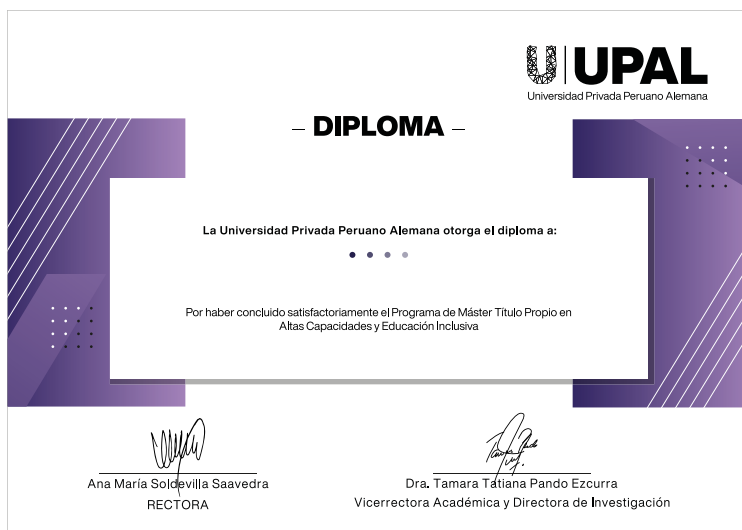 UPAL
Universidad Privada Peruano Alemana
– DIPLOMA –
La Universidad Privada Peruano Alemana otorga el diploma a:
Por haber concluido satisfactoriamente el Programa de Máster Título Propio en
Altas Capacidades y Educación Inclusiva
Ana María Soldevilla Saavedra
RECTORA
Dra. Tamara Tatiana Pando Ezcurra
Vicerrectora Académica y Directora de Investigación